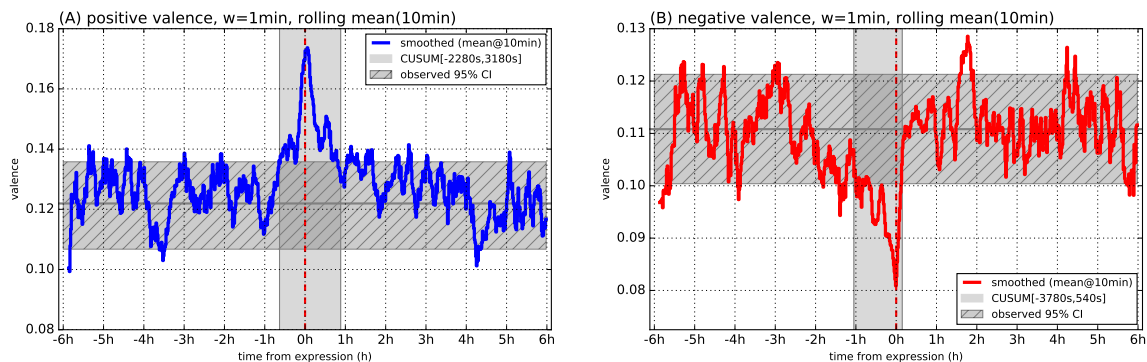 (A) positive valence, w=1min, rolling mean(10min)
0.18
0.16
0.14
0.12
0.10
0.08
valence
smoothed (mean@10min)
CUSUM[-2280s,3180s]
observed 95% CI
-6h -5h -4h -3h -2h -1h 0h 1h 2h 3h 4h 5h 6h
time from expression (h)
(B) negative valence, w=1min, rolling mean(10min)
0.13
0.12
0.11
0.10
0.09
0.08
valence
smoothed (mean@10min)
CUSUM[-3780s,540s]
observed 95% CI
-6h -5h -4h -3h -2h -1h 0h 1h 2h 3h 4h 5h 6h
time from expression (h)